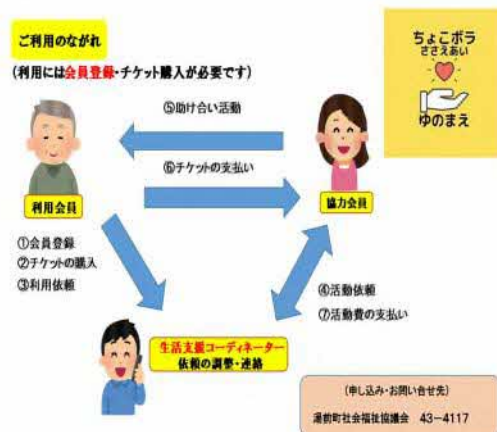 ご利用のながれ
(利用には会員登録・チケット購入が必要です)
ちょこボラ
ささえあい
ゆのまえ
⑤助け合い活動
⑥チケットの支払い
利用会員
協力会員
①会員登録
②チケットの購入
③利用依頼
④活動依頼
⑦活動費の支払い
生活支援コーディネーター
依頼の調整・連絡
(申し込み・お問い合せ先)
湯前町社会福祉協議会 43-4117